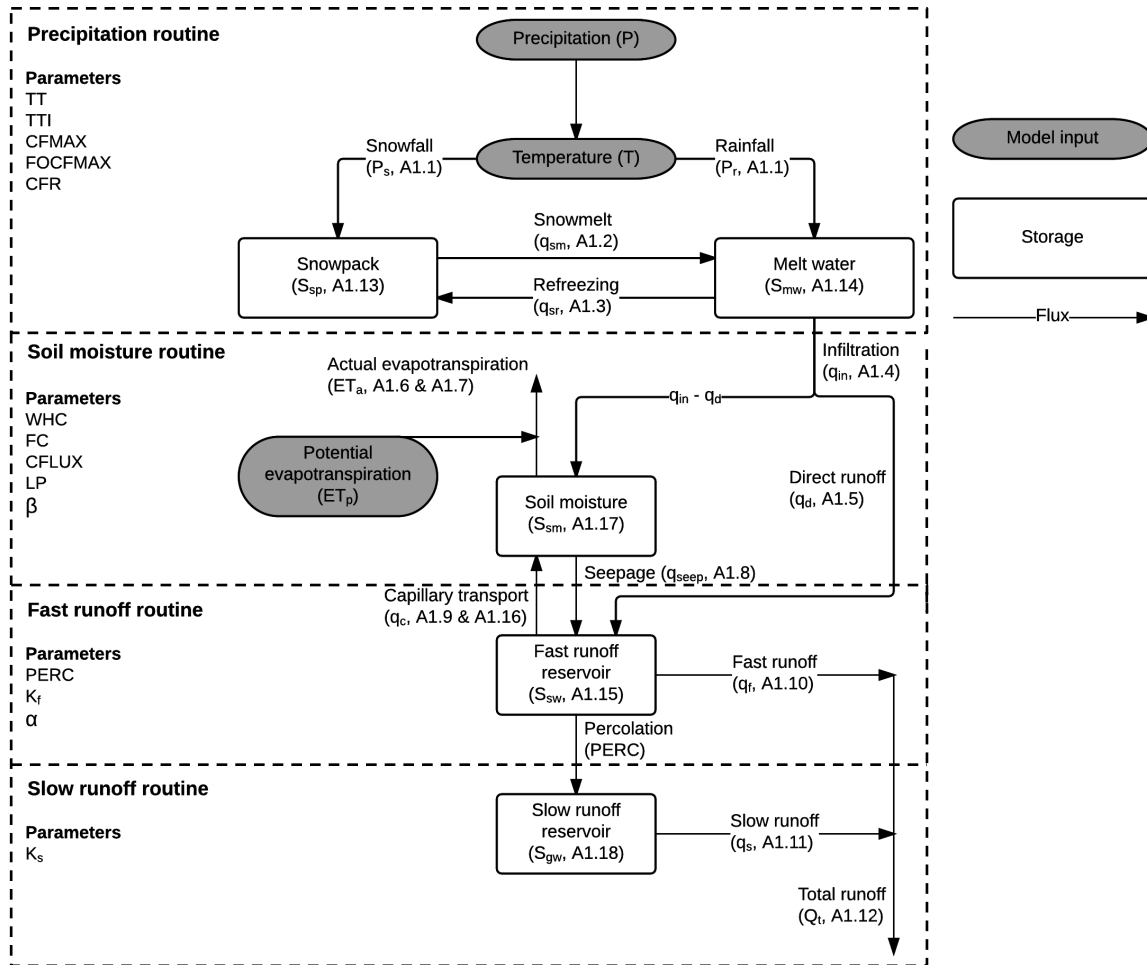 Precipitation routine
Parameters
TT
TTI
CFMAX
FOCFMAX
CFR
Precipitation (P)
Temperature (T)
Snowfall
(Ps, A1.1)
Rainfall
(Pr, A1.1)
Snowmelt
(qsm, A1.2)
Snowpack
(Ssp, A1.13)
Refreezing
(qsr, A1.3)
Melt water
(Smw, A1.14)
Model input
Storage
Flux
Soil moisture routine
Parameters
WHC
FC
CFLUX
LP
β
Actual evapotranspiration
(ETa, A1.6 & A1.7)
Infiltration
(qin, A1.4)
qin - qd
Potential
evapotranspiration
(ETp)
Direct runoff
(qd, A1.5)
Soil moisture
(Ssm, A1.17)
Seepage (qseep, A1.8)
Fast runoff routine
Parameters
PERC
Kf
α
Capillary transport
(qc, A1.9 & A1.16)
Fast runoff
reservoir
(Ssw, A1.15)
Fast runoff
(qf, A1.10)
Percolation
(PERC)
Slow runoff routine
Parameters
Ks
Slow runoff
reservoir
(Sgw, A1.18)
Slow runoff
(qs, A1.11)
Total runoff
(Qt, A1.12)